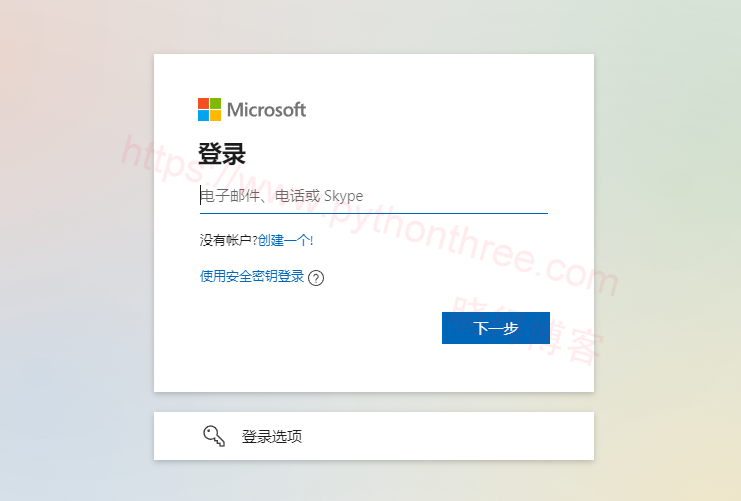 Microsoft
登录
电子邮件、电话或 Skype
没有帐户?创建一个!
使用安全密钥登录
下一步
登录选项
https://www.pythonthree.com
晓得博客